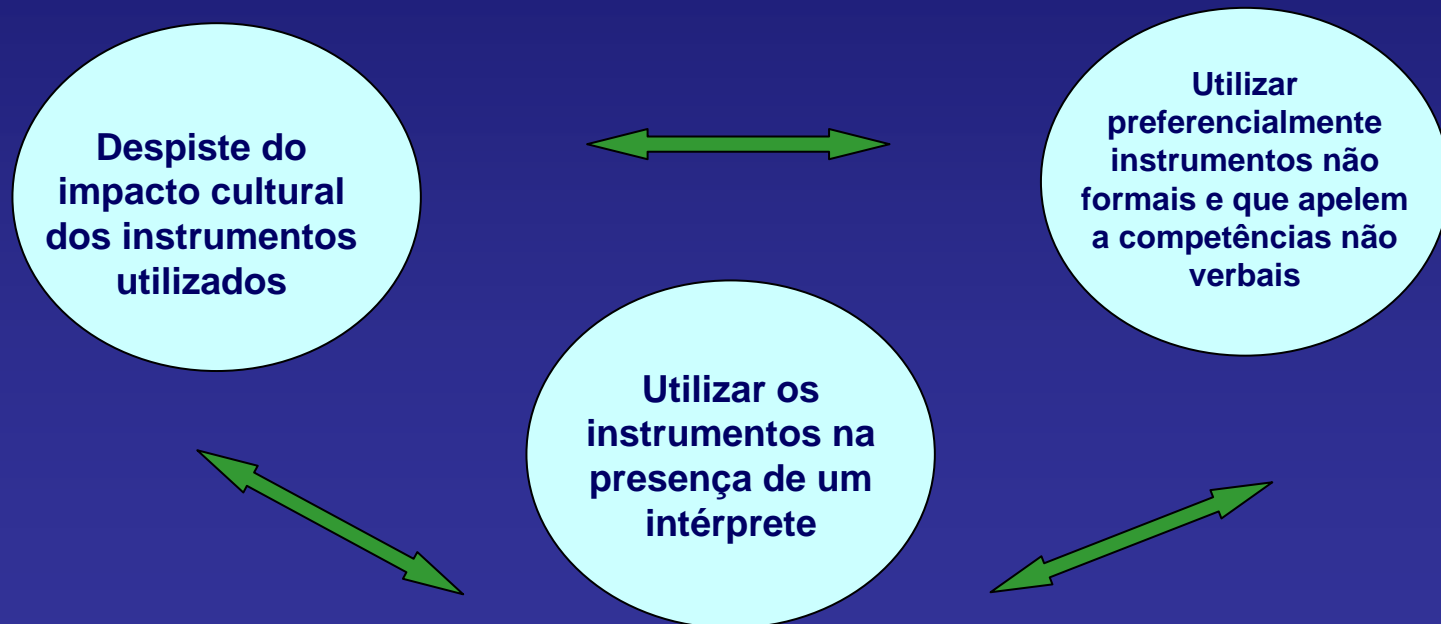 Despiste do
impacto cultural
dos instrumentos
utilizados
Utilizar
preferencialmente
instrumentos não
formais e que apelem
a competências não
verbais
Utilizar os
instrumentos na
presença de um
intérprete